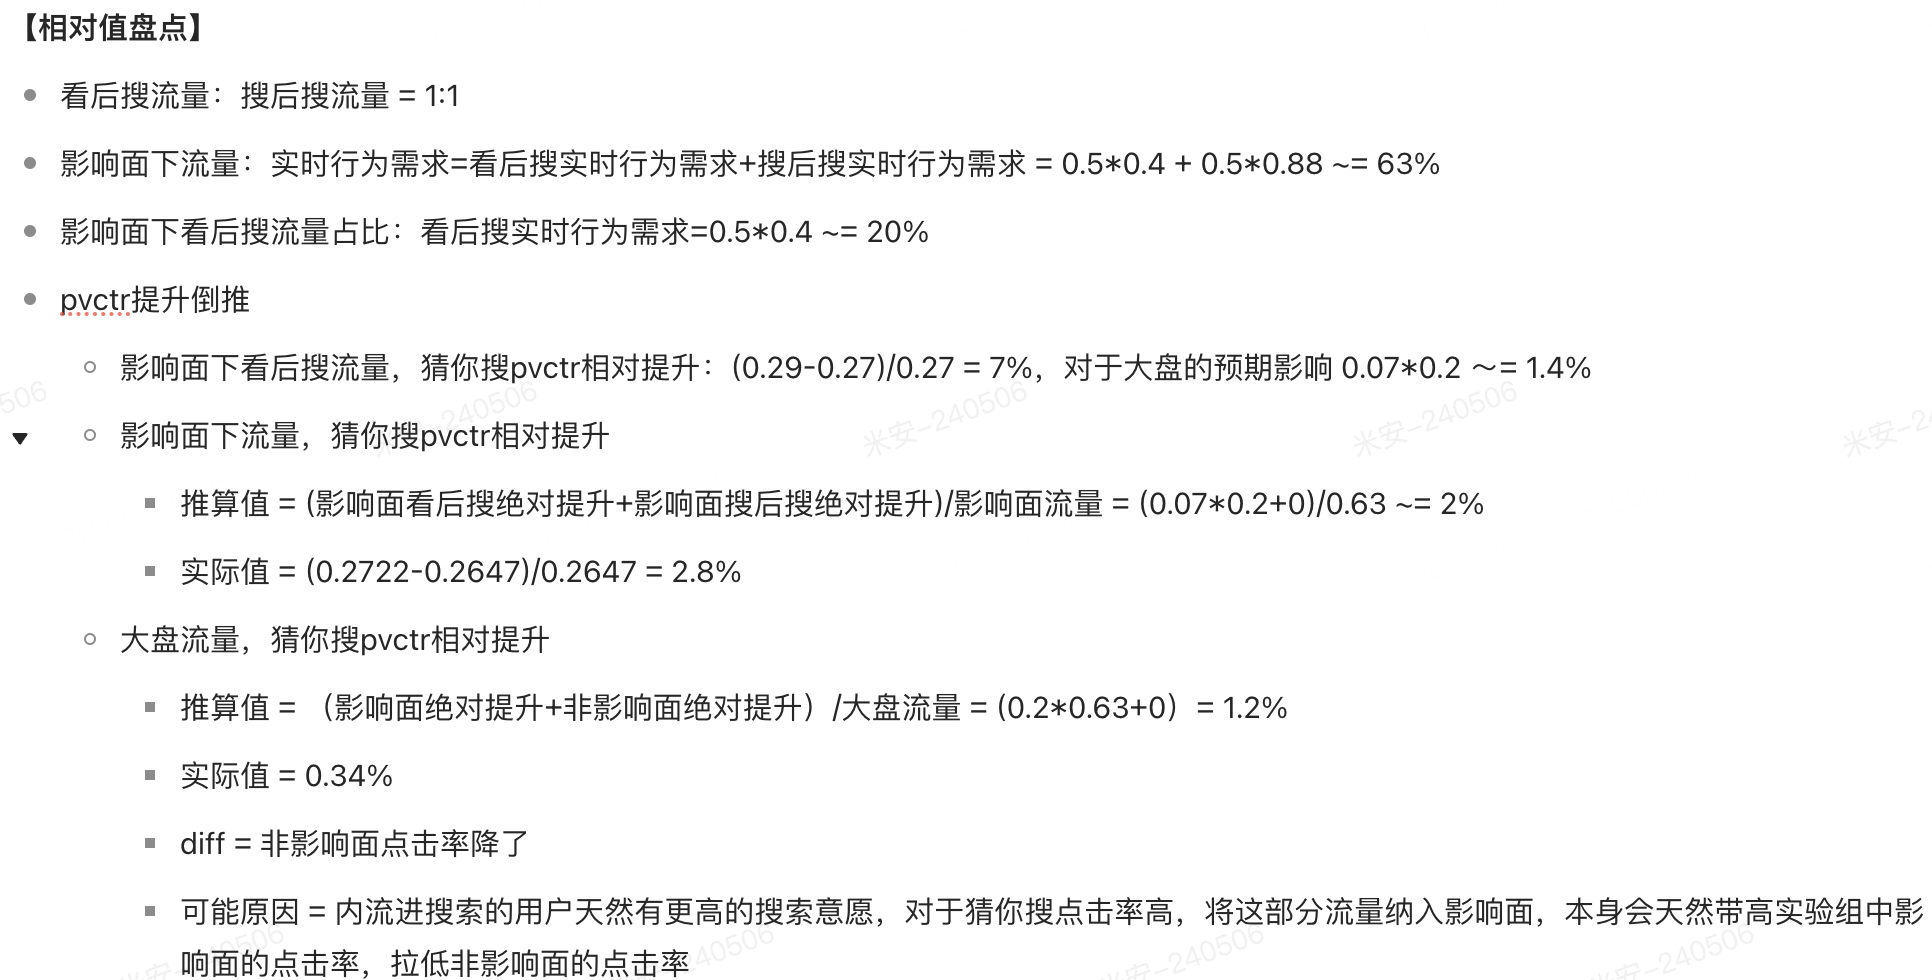 【相对值盘点】
看后搜流量：搜后搜流量 = 1:1
影响面下流量：实时行为需求=看后搜实时行为需求+搜后搜实时行为需求 = 0.5*0.4 + 0.5*0.88 ~= 63%
影响面下看后搜流量占比：看后搜实时行为需求=0.5*0.4 ~= 20%
pvctr提升倒推
影响面下看后搜流量，猜你搜pvctr相对提升：(0.29-0.27)/0.27 = 7%，对于大盘的预期影响 0.07*0.2 ～= 1.4%
影响面下流量，猜你搜pvctr相对提升
推算值 = (影响面看后搜绝对提升+影响面搜后搜绝对提升)/影响面流量 = (0.07*0.2+0)/0.63 ~= 2%
实际值 = (0.2722-0.2647)/0.2647 = 2.8%
大盘流量，猜你搜pvctr相对提升
推算值 = （影响面绝对提升+非影响面绝对提升）/大盘流量 = (0.2*0.63+0）= 1.2%
实际值 = 0.34%
diff = 非影响面点击率降了
可能原因 = 内流进搜索的用户天然有更高的搜索意愿，对于猜你搜点击率高，将这部分流量纳入影响面，本身会天然带高实验组中影
响面的点击率，拉低非影响面的点击率
米安-240506
米安-240506
米安-240506
米安-240506
米安-240506
米安-240506
米安-240506